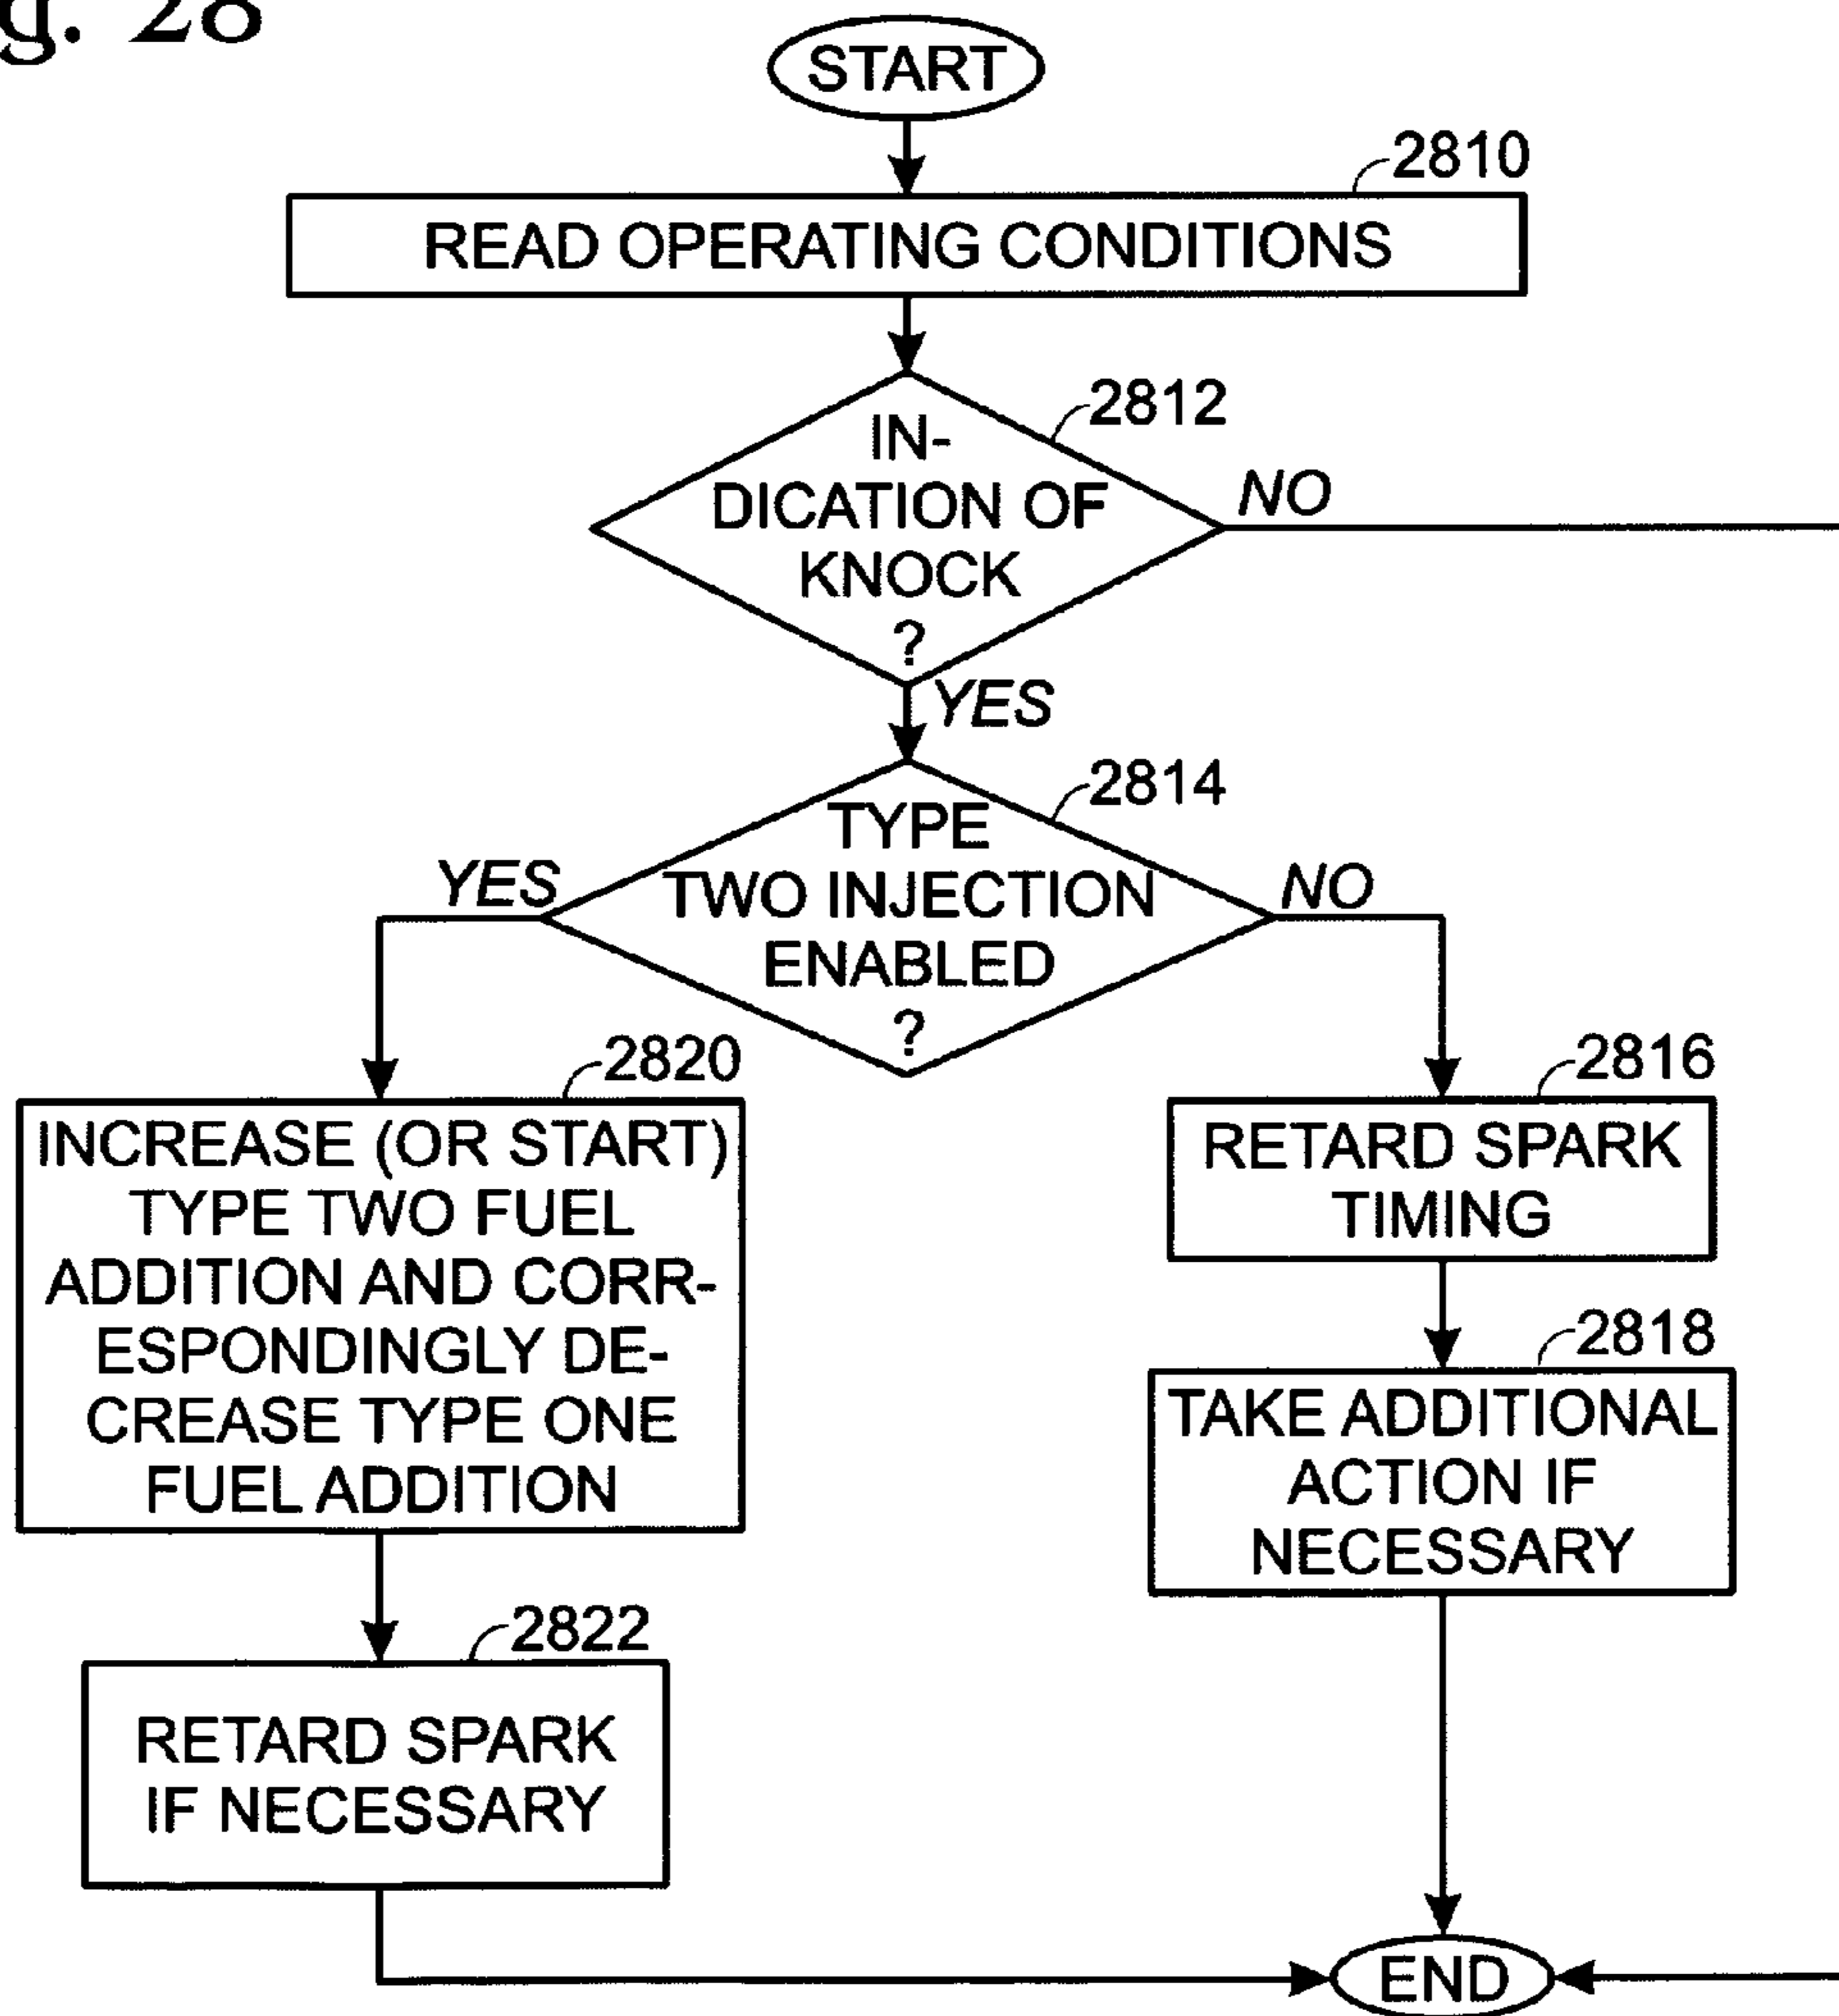 g. 28
START
2810
READ OPERATING CONDITIONS
2812
IN-
DICATION OF
KNOCK
?
NO
YES
2814
TYPE
TWO INJECTION
ENABLED
?
YES
NO
2820
INCREASE (OR START)
TYPE TWO FUEL
ADDITION AND CORR-
ESPONDINGLY DE-
CREASE TYPE ONE
FUEL ADDITION
2816
RETARD SPARK
TIMING
2818
TAKE ADDITIONAL
ACTION IF
NECESSARY
2822
RETARD SPARK
IF NECESSARY
END